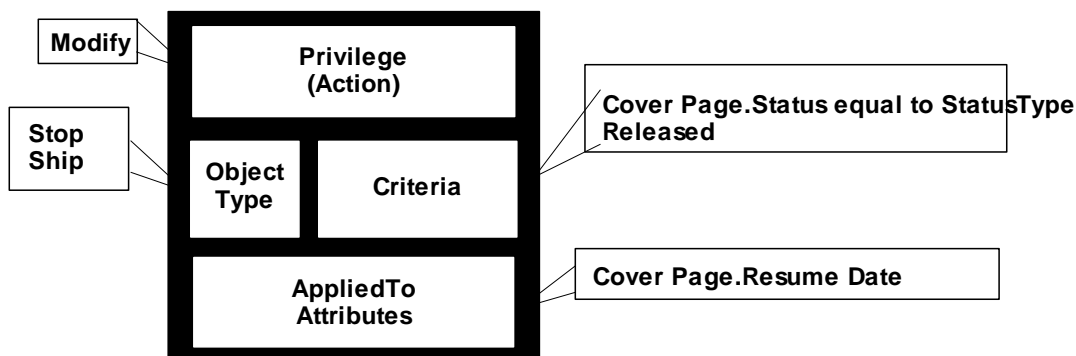 Modify
Privilege
(Action)
Cover Page.Status equal to StatusType
Released
Stop
Ship
Object
Type
Criteria
Cover Page.Resume Date
AppliedTo
Attributes